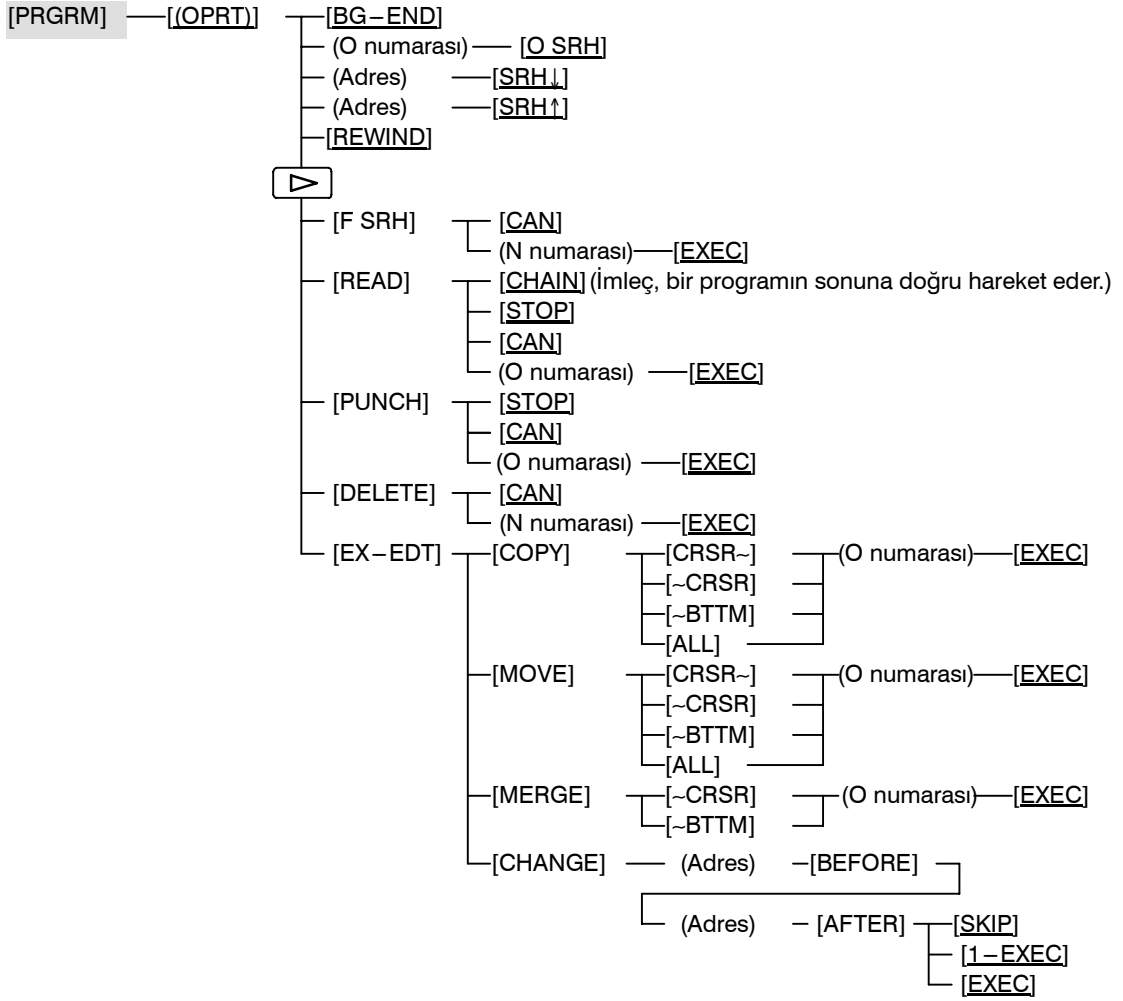 [PRGRM] [(OPRT)] [BG–END]
(O numarası) [O SRH]
(Adres) [SRH↓]
(Adres) [SRH↑]
[REWIND]
[F SRH] [CAN]
(N numarası) [EXEC]
[READ] [CHAIN] (İmleç, bir programın sonuna doğru hareket eder.)
[STOP]
[CAN]
(O numarası) [EXEC]
[PUNCH] [STOP]
[CAN]
(O numarası) [EXEC]
[DELETE] [CAN]
(N numarası) [EXEC]
[EX–EDT] [COPY] [CRSR~] (O numarası) [EXEC]
[~CRSR]
[~BTTM]
[ALL]
[MOVE] [CRSR~] (O numarası) [EXEC]
[~CRSR]
[~BTTM]
[ALL]
[MERGE] [~CRSR] (O numarası) [EXEC]
[~BTTM]
[CHANGE] (Adres) [BEFORE]
(Adres) [AFTER] [SKIP]
[1–EXEC]
[EXEC]